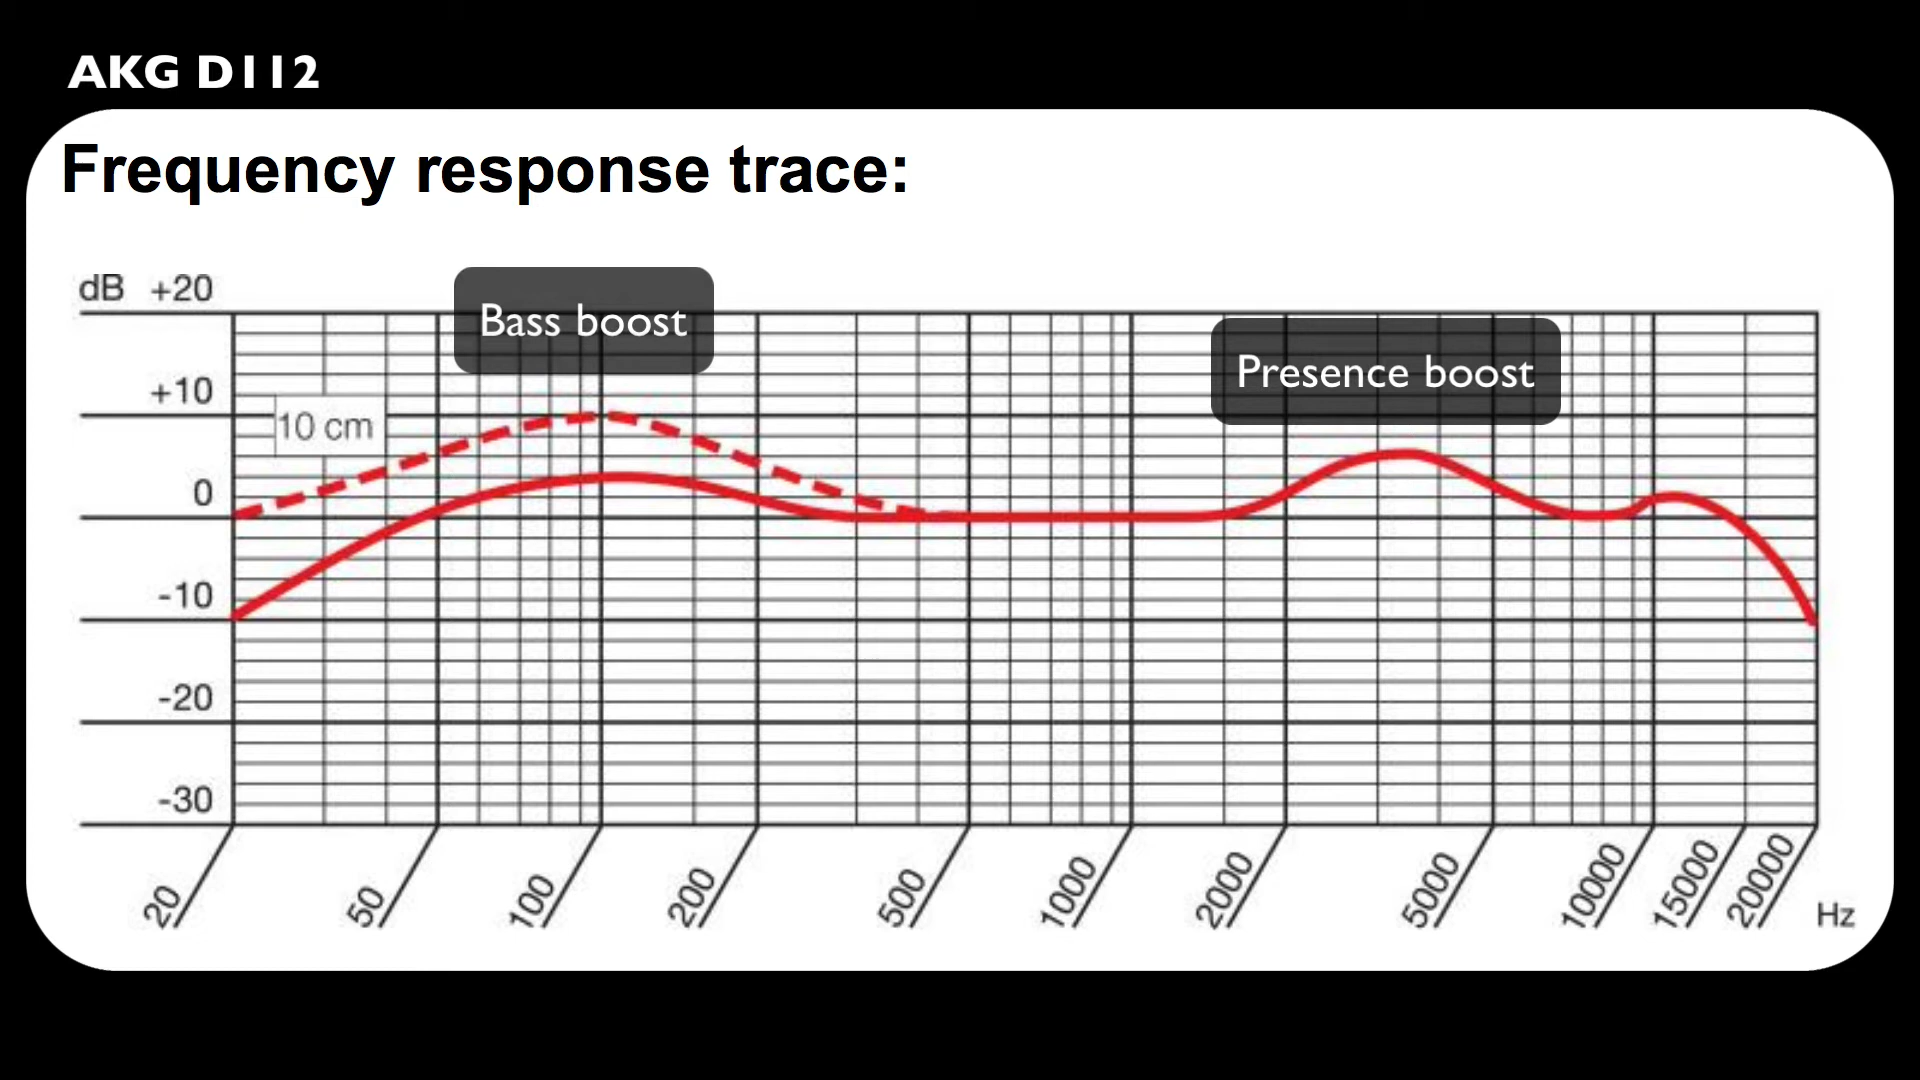 AKG D112
Frequency response trace:
dB +20
Bass boost
Presence boost
+10
10 cm
0
-10
-20
-30
20 50 100 200 500 1000 2000 5000 10000 15000 20000 Hz